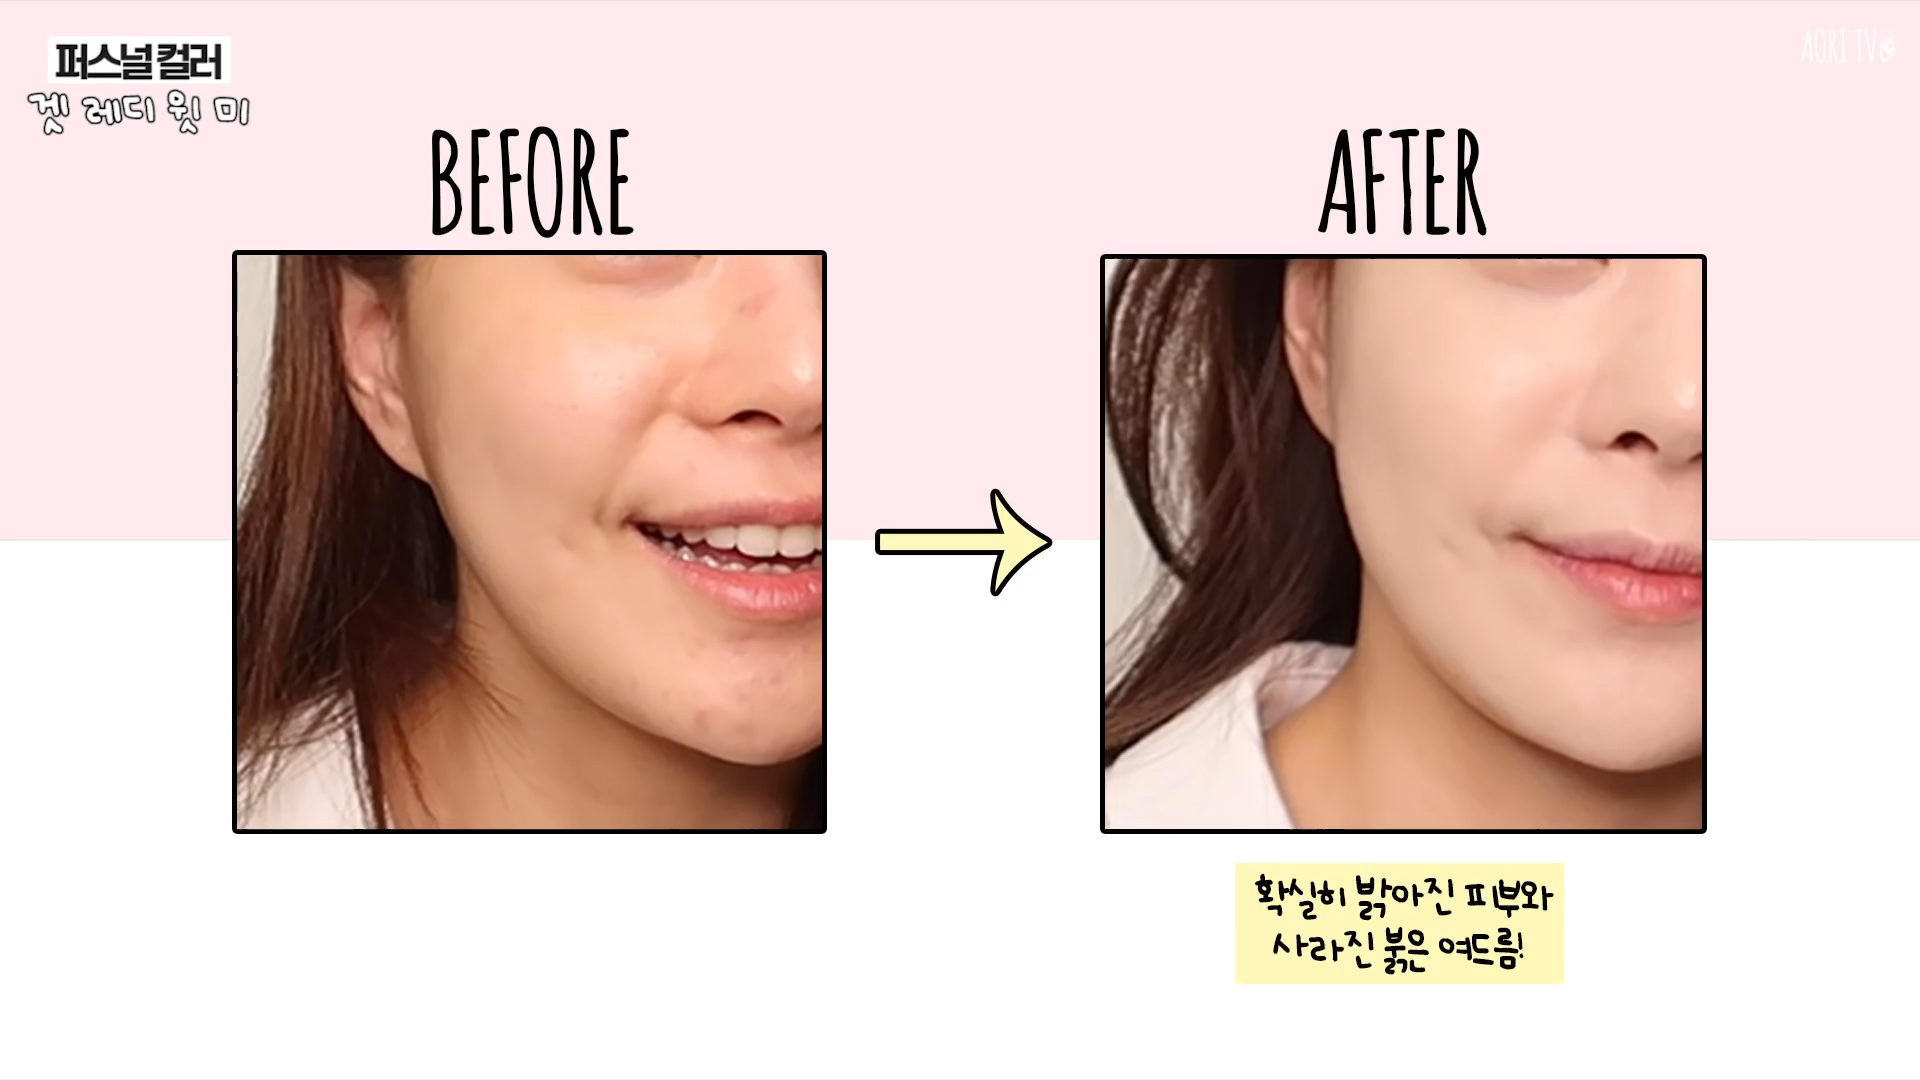 퍼스널컬러
겟 레디 윗 미
AORI TV
BEFORE
AFTER
확실히 밝아진 피부와
사라진 붉은 여드름!